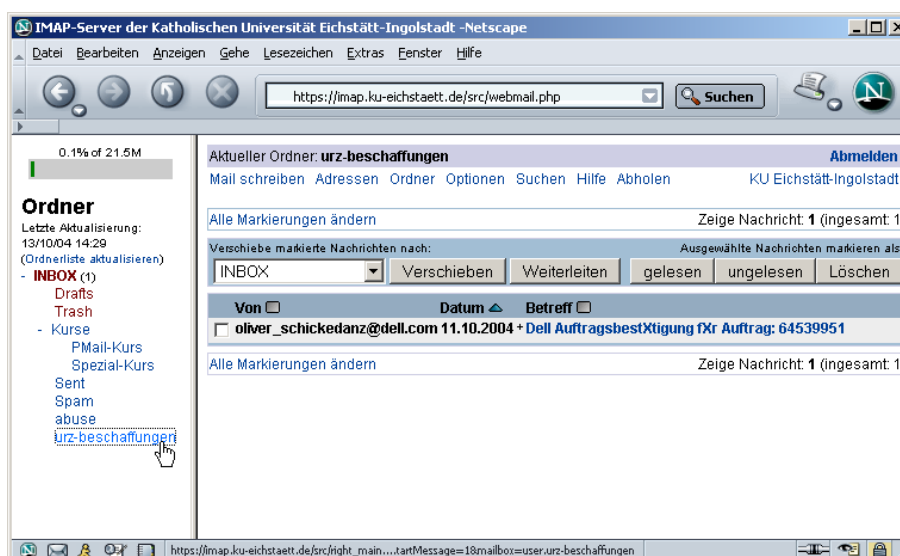 IMAP-Server der Katholischen Universität Eichstätt-Ingolstadt -Netscape
Datei Bearbeiten Anzeigen Gehe Lesezeichen Extras Fenster Hilfe
https://imap.ku-eichstaett.de/src/webmail.php Suchen N
0.1% of 21.5M
Ordner
Letzte Aktualisierung:
13/10/04 14:29
(Ordnerliste aktualisieren)
- INBOX (1)
Drafts
Trash
- Kurse
PMail-Kurs
Spezial-Kurs
Sent
Spam
abuse
urz-beschaffungen
Aktueller Ordner: urz-beschaffungen Abmelden
Mail schreiben Adressen Ordner Optionen Suchen Hilfe Abholen KU Eichstätt-Ingolstadt
Alle Markierungen ändern Zeige Nachricht: 1 (ingesamt: 1
Verschiebe markierte Nachrichten nach: Ausgewählte Nachrichten markieren als
INBOX Verschieben Weiterleiten gelesen ungelesen Löschen
Von Datum Betreff
oliver_schickedanz@dell.com 11.10.2004 + Dell AuftragsbestXtigung fXr Auftrag: 64539951
Alle Markierungen ändern Zeige Nachricht: 1 (ingesamt: 1
https://imap.ku-eichstaett.de/src/right_main....tartMessage=1&mailbox=user.urz-beschaffungen